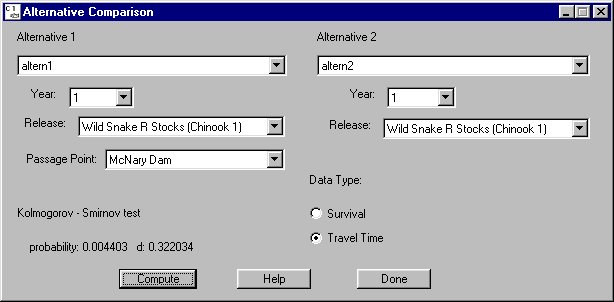 Alternative Comparison
Alternative 1
Alternative 2
altern1
altern2
Year: 1
Year: 1
Release: Wild Snake R Stocks (Chinook 1)
Release: Wild Snake R Stocks (Chinook 1)
Passage Point: McNary Dam
Data Type:
Kolmogorov - Smirnov test
Survival
Travel Time
probability: 0.004403 d: 0.322034
Compute
Help
Done